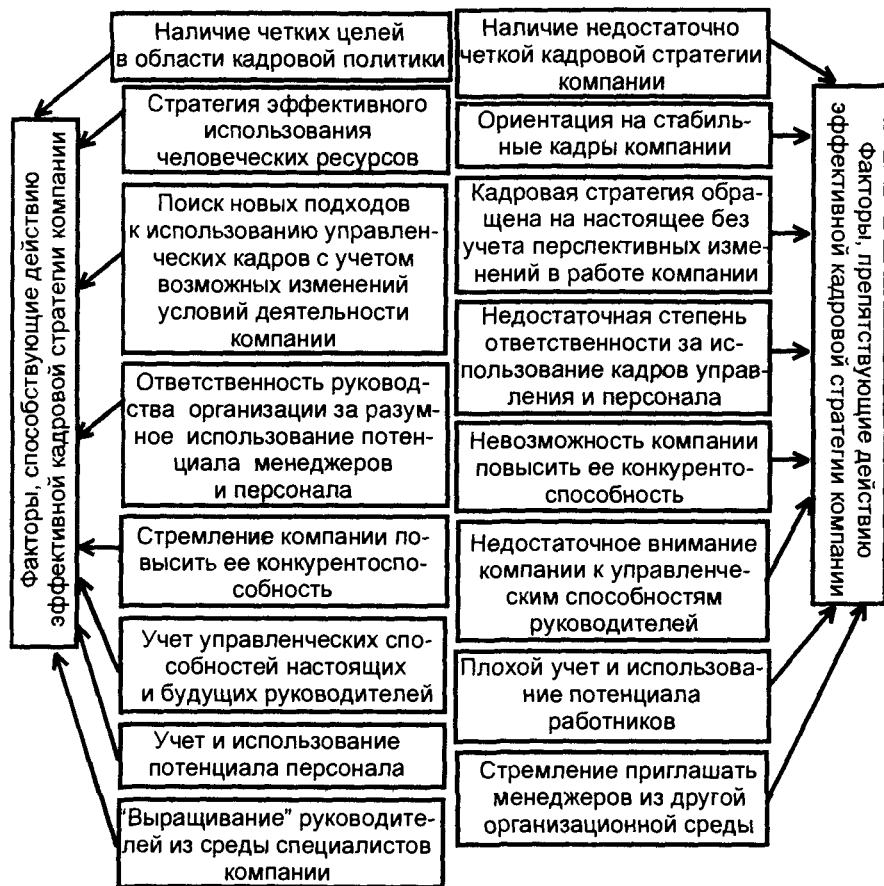 Факторы, способствующие действию
эффективной кадровой стратегии компании
Наличие четких целей
в области кадровой политики
Стратегия эффективного
использования
человеческих ресурсов
Поиск новых подходов
к использованию управлен-
ческих кадров с учетом
возможных изменений
условий деятельности
компании
Ответственность руковод-
ства организации за разум-
ное использование потен-
циала менеджеров
и персонала
Стремление компании по-
высить ее конкурентоспо-
собность
Учет управленческих спо-
собностей настоящих
и будущих руководителей
Учет и использование
потенциала персонала
"Выращивание" руководите-
лей из среды специалистов
компании
Наличие недостаточно
четкой кадровой стратегии
компании
Ориентация на стабиль-
ные кадры компании
Кадровая стратегия обра-
щена на настоящее без
учета перспективных изме-
нений в работе компании
Недостаточная степень
ответственности за ис-
пользование кадров управ-
ления и персонала
Невозможность компании
повысить ее конкуренто-
способность
Недостаточное внимание
компании к управленче-
ским способностям
руководителей
Плохой учет и использова-
ние потенциала
работников
Стремление приглашать
менеджеров из другой
организационной среды
Факторы, препятствующие действию
эффективной кадровой стратегии компании